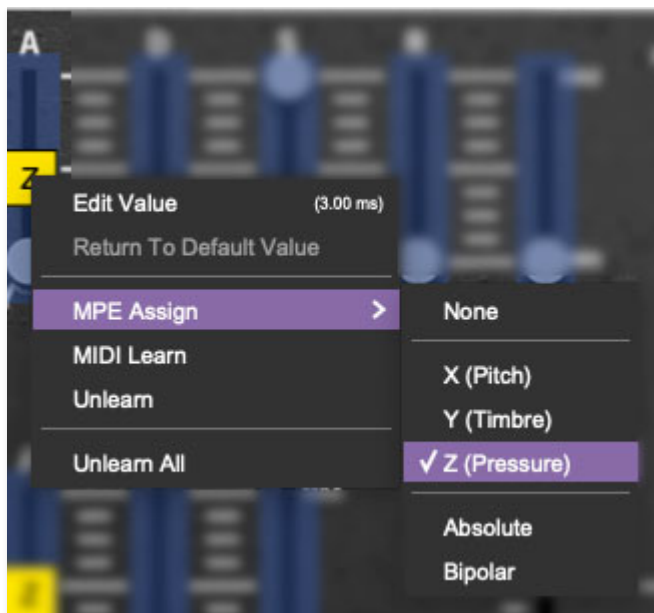 A
Z
Edit Value (3.00 ms)
Return To Default Value
MPE Assign >
MIDI Learn
Unlearn
Unlearn All
None
X (Pitch)
Y (Timbre)
✓ Z (Pressure)
Absolute
Bipolar